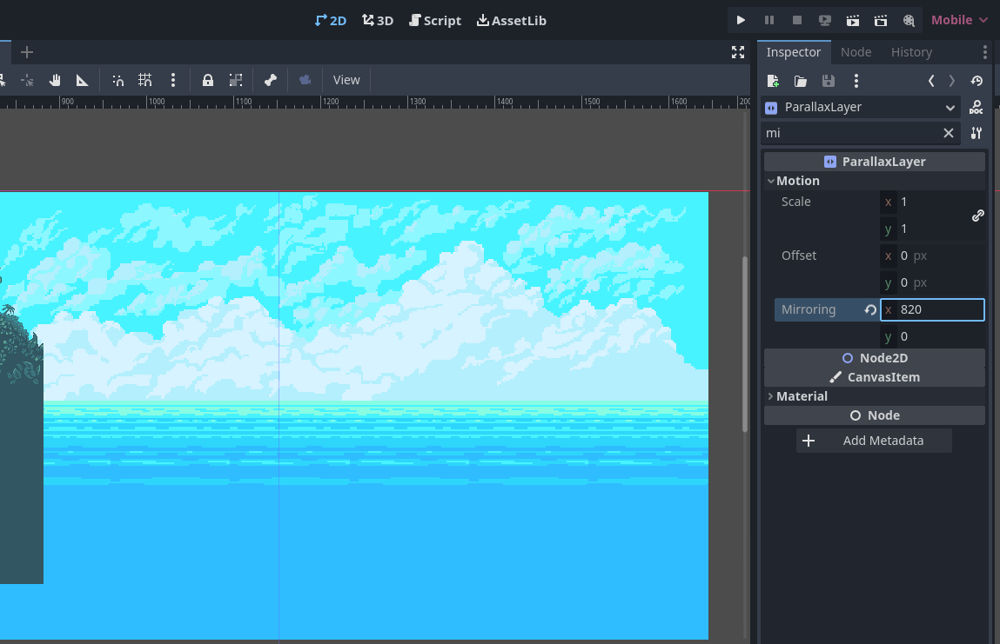 2D 3D Script AssetLib Mobile
Inspector Node History
View
900 1000 1100 1200 1300 1400 1500 1600 200
ParallaxLayer DOC
mi
ParallaxLayer
Motion
Scale x 1
y 1
Offset x 0 px
y 0 px
Mirroring x 820
y 0
Node2D
CanvasItem
Material
Node
Add Metadata